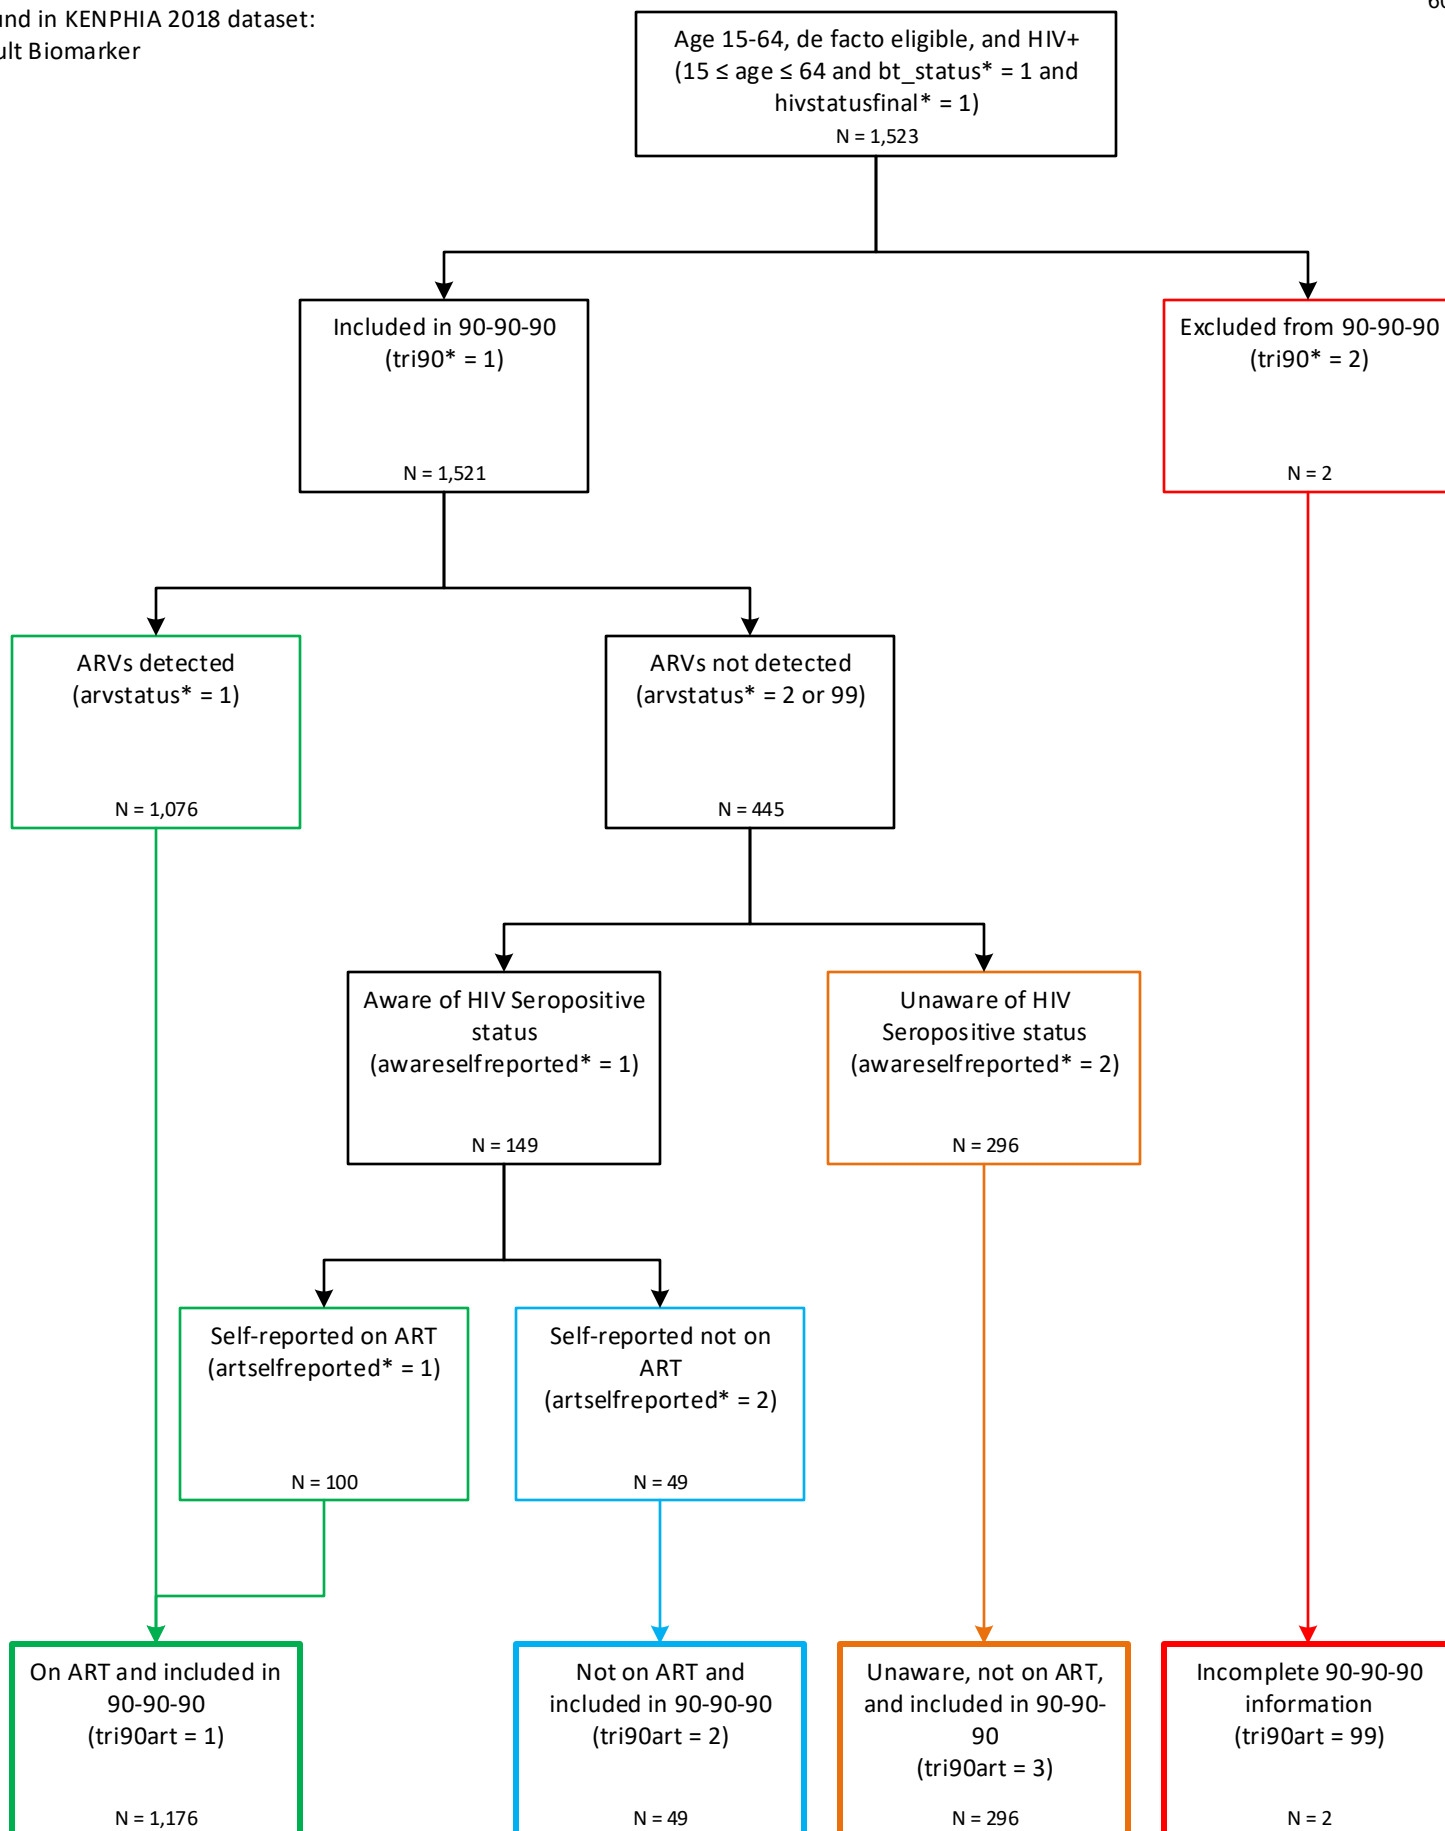 und in KENPHIA 2018 dataset:
ult Biomarker
60
Age 15-64, de facto eligible, and HIV+
(15 ≤ age ≤ 64 and bt_status* = 1 and
hivstatusfinal* = 1)
N = 1,523
Included in 90-90-90
(tri90* = 1)
N = 1,521
Excluded from 90-90-90
(tri90* = 2)
N = 2
ARVs detected
(arvstatus* = 1)
N = 1,076
ARVs not detected
(arvstatus* = 2 or 99)
N = 445
Aware of HIV Seropositive
status
(awareselfreported* = 1)
N = 149
Unaware of HIV
Seropositive status
(awareselfreported* = 2)
N = 296
Self-reported on ART
(artselfreported* = 1)
N = 100
Self-reported not on
ART
(artselfreported* = 2)
N = 49
On ART and included in
90-90-90
(tri90art = 1)
N = 1,176
Not on ART and
included in 90-90-90
(tri90art = 2)
N = 49
Unaware, not on ART,
and included in 90-90-
90
(tri90art = 3)
N = 296
Incomplete 90-90-90
information
(tri90art = 99)
N = 2